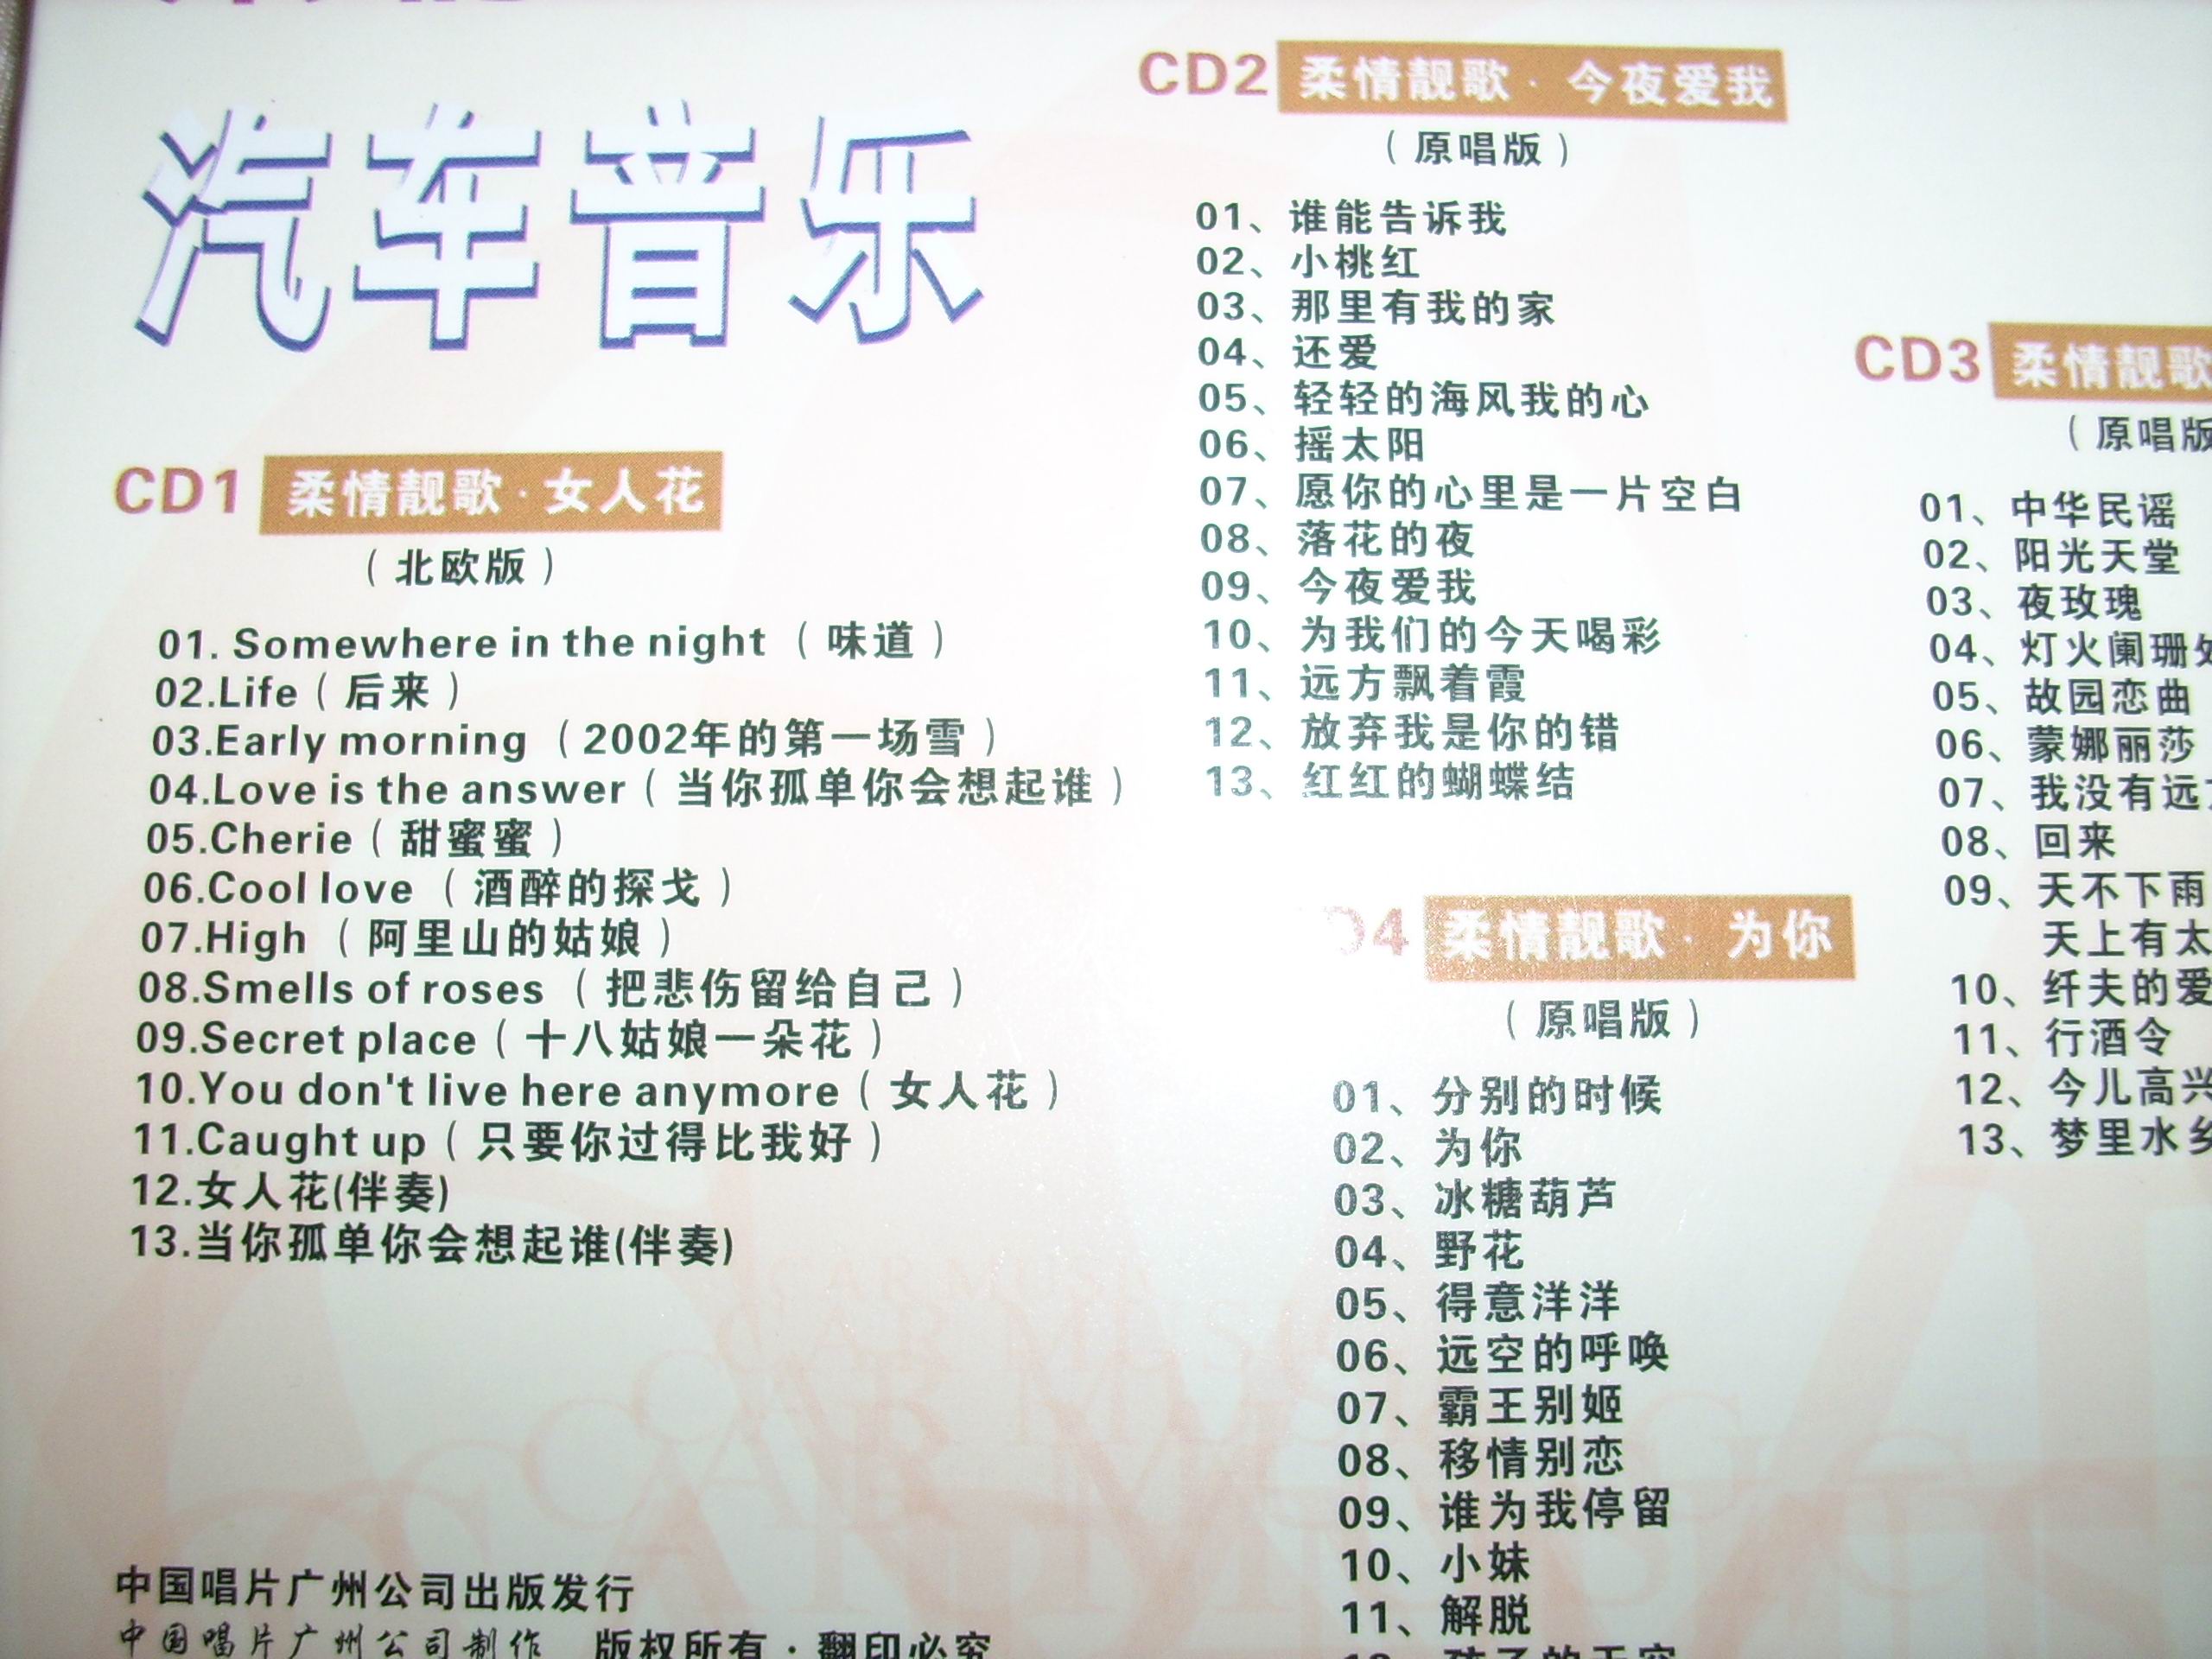 汽车音乐
CD1 柔情靓歌·女人花
（北欧版）
01. Somewhere in the night（味道）
02.Life（后来）
03.Early morning（2002年的第一场雪）
04.Love is the answer（当你孤单你会想起谁）
05.Cherie（甜蜜蜜）
06.Cool love（酒醉的探戈）
07.High（阿里山的姑娘）
08.Smells of roses（把悲伤留给自己）
09.Secret place（十八姑娘一朵花）
10.You don't live here anymore（女人花）
11.Caught up（只要你过得比我好）
12.女人花(伴奏)
13.当你孤单你会想起谁(伴奏)
中国唱片广州公司出版发行
中国唱片广州公司制作 版权所有·翻印必究
CD2 柔情靓歌·今夜爱我
（原唱版）
01、谁能告诉我
02、小桃红
03、那里有我的家
04、还爱
05、轻轻的海风我的心
06、摇太阳
07、愿你的心里是一片空白
08、落花的夜
09、今夜爱我
10、为我们的今天喝彩
11、远方飘着霞
12、放弃我是你的错
13、红红的蝴蝶结
D4 柔情靓歌·为你
（原唱版）
01、分别的时候
02、为你
03、冰糖葫芦
04、野花
05、得意洋洋
06、远空的呼唤
07、霸王别姬
08、移情别恋
09、谁为我停留
10、小妹
11、解脱
12、孩子的天空
CD3 柔情靓歌
（原唱版
01、中华民谣
02、阳光天堂
03、夜玫瑰
04、灯火阑珊处
05、故园恋曲
06、蒙娜丽莎
07、我没有远方
08、回来
09、天不下雨
天上有太
10、纤夫的爱
11、行酒令
12、今儿高兴
13、梦里水乡
CAR MUSIC
CAR MUSIC
CAR MUSIC
CAR MUSIC